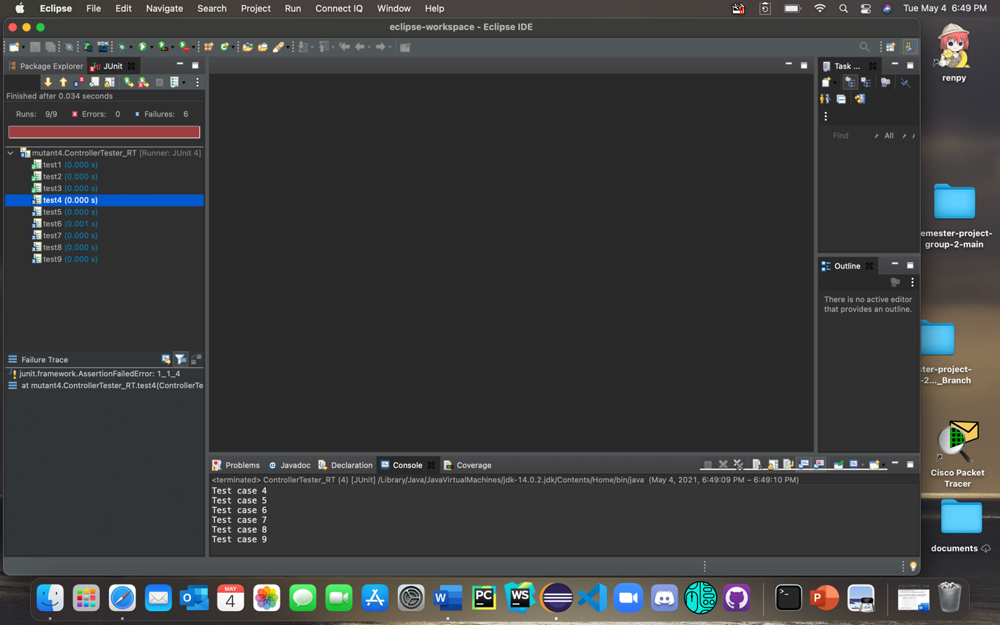 Eclipse File Edit Navigate Search Project Run Connect IQ Window Help Tue May 4 6:49 PM
eclipse-workspace - Eclipse IDE
SDK
Package Explorer JUnit
Finished after 0.034 seconds
Runs: 9/9 Errors: 0 Failures: 6
mutant4.ControllerTester_RT [Runner: JUnit 4]
test1 (0.000 s)
test2 (0.000 s)
test3 (0.000 s)
test4 (0.000 s)
test5 (0.000 s)
test6 (0.001 s)
test7 (0.000 s)
test8 (0.000 s)
test9 (0.000 s)
Failure Trace
junit.framework.AssertionFailedError: 1_1_4
at mutant4.ControllerTester_RT.test4(ControllerTe
Task ...
Find All
Outline
There is no active editor
that provides an outline.
Problems Javadoc Declaration Console Coverage
<terminated> ControllerTester_RT (4) [JUnit] /Library/Java/JavaVirtualMachines/jdk-14.0.2.jdk/Contents/Home/bin/java (May 4, 2021, 6:49:09 PM – 6:49:10 PM)
Test case 4
Test case 5
Test case 6
Test case 7
Test case 8
Test case 9
renpy
emester-project-
group-2-main
ter-project-
-2..._Branch
Cisco Packet
Tracer
documents
MAY
4
W
PC
WS
P